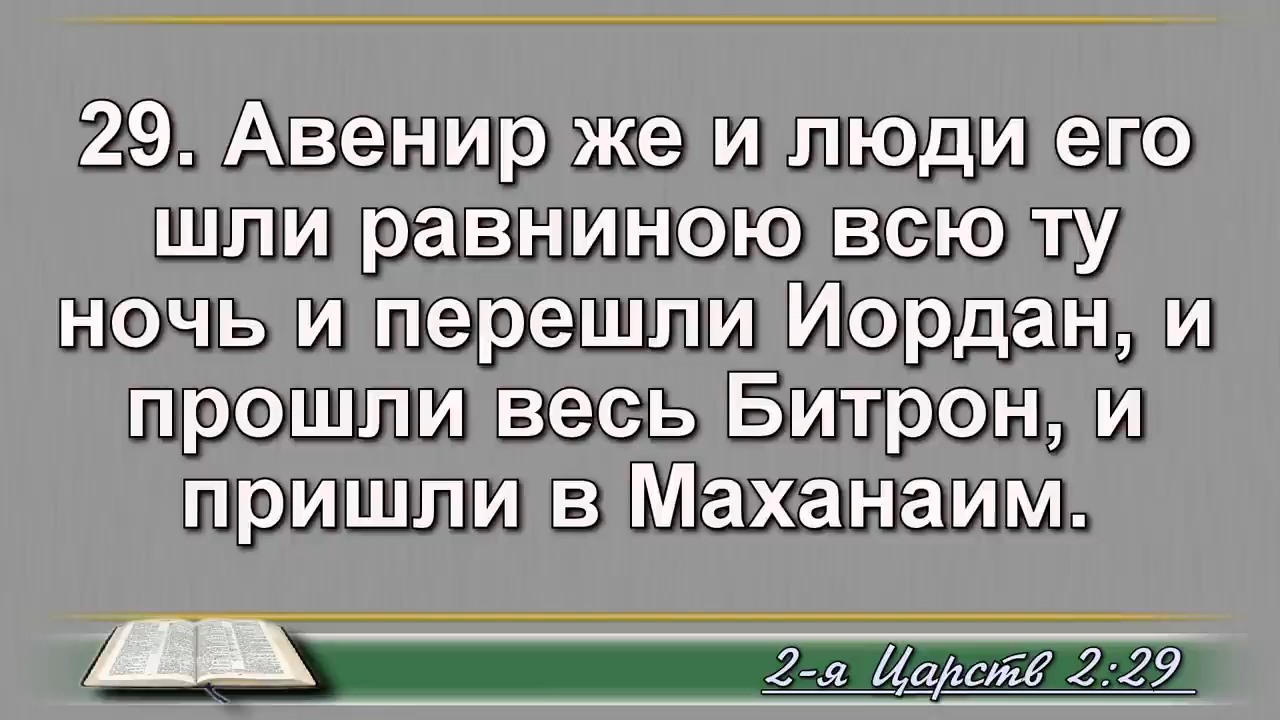 29. Авенир же и люди его
шли равниною всю ту
ночь и перешли Иордан, и
прошли весь Битрон, и
пришли в Маханаим.
2-я Царств 2:29